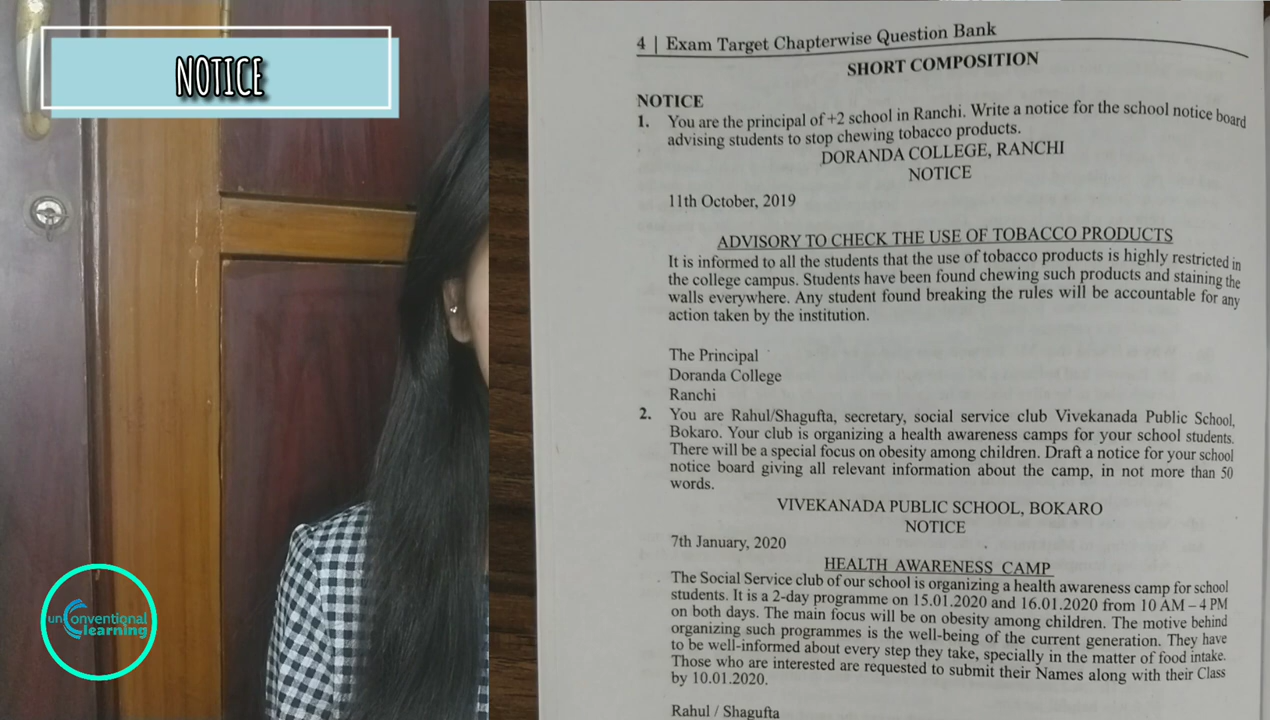 NOTICE
unConventional
learning
4 | Exam Target Chapterwise Question Bank
SHORT COMPOSITION
NOTICE
1. You are the principal of +2 school in Ranchi. Write a notice for the school notice board
advising students to stop chewing tobacco products.
DORANDA COLLEGE, RANCHI
NOTICE
11th October, 2019
ADVISORY TO CHECK THE USE OF TOBACCO PRODUCTS
It is informed to all the students that the use of tobacco products is highly restricted in
the college campus. Students have been found chewing such products and staining the
walls everywhere. Any student found breaking the rules will be accountable for any
action taken by the institution.
The Principal
Doranda College
Ranchi
2. You are Rahul/Shagufta, secretary, social service club Vivekanada Public School,
Bokaro. Your club is organizing a health awareness camps for your school students.
There will be a special focus on obesity among children. Draft a notice for your school
notice board giving all relevant information about the camp, in not more than 50
words.
VIVEKANADA PUBLIC SCHOOL, BOKARO
NOTICE
7th January, 2020
HEALTH AWARENESS CAMP
The Social Service club of our school is organizing a health awareness camp for school
students. It is a 2-day programme on 15.01.2020 and 16.01.2020 from 10 AM – 4 PM
on both days. The main focus will be on obesity among children. The motive behind
organizing such programmes is the well-being of the current generation. They have
to be well-informed about every step they take, specially in the matter of food intake.
Those who are interested are requested to submit their Names along with their Class
by 10.01.2020.
Rahul / Shagufta